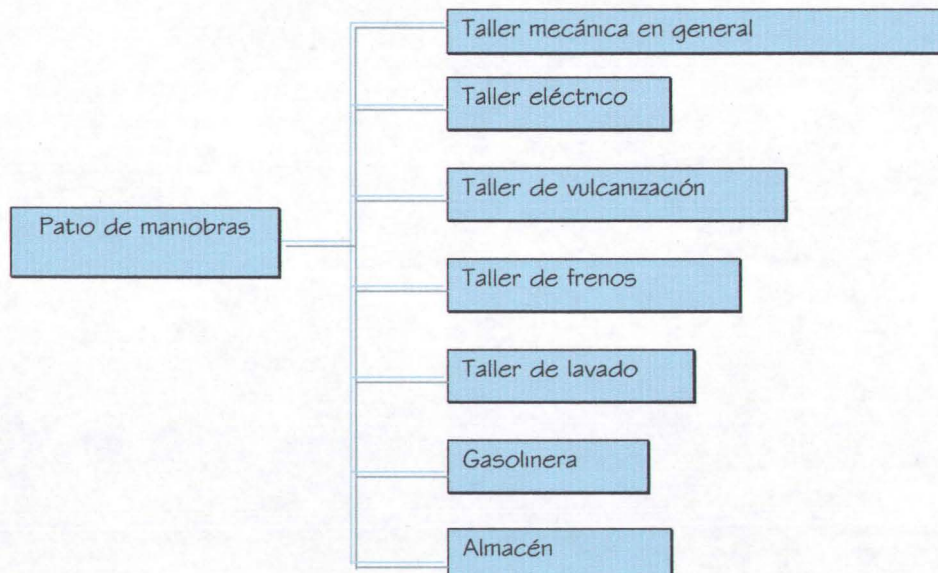 Taller mecánica en general
Taller eléctrico
Taller de vulcanización
Patio de maniobras
Taller de frenos
Taller de lavado
Gasolinera
Almacén